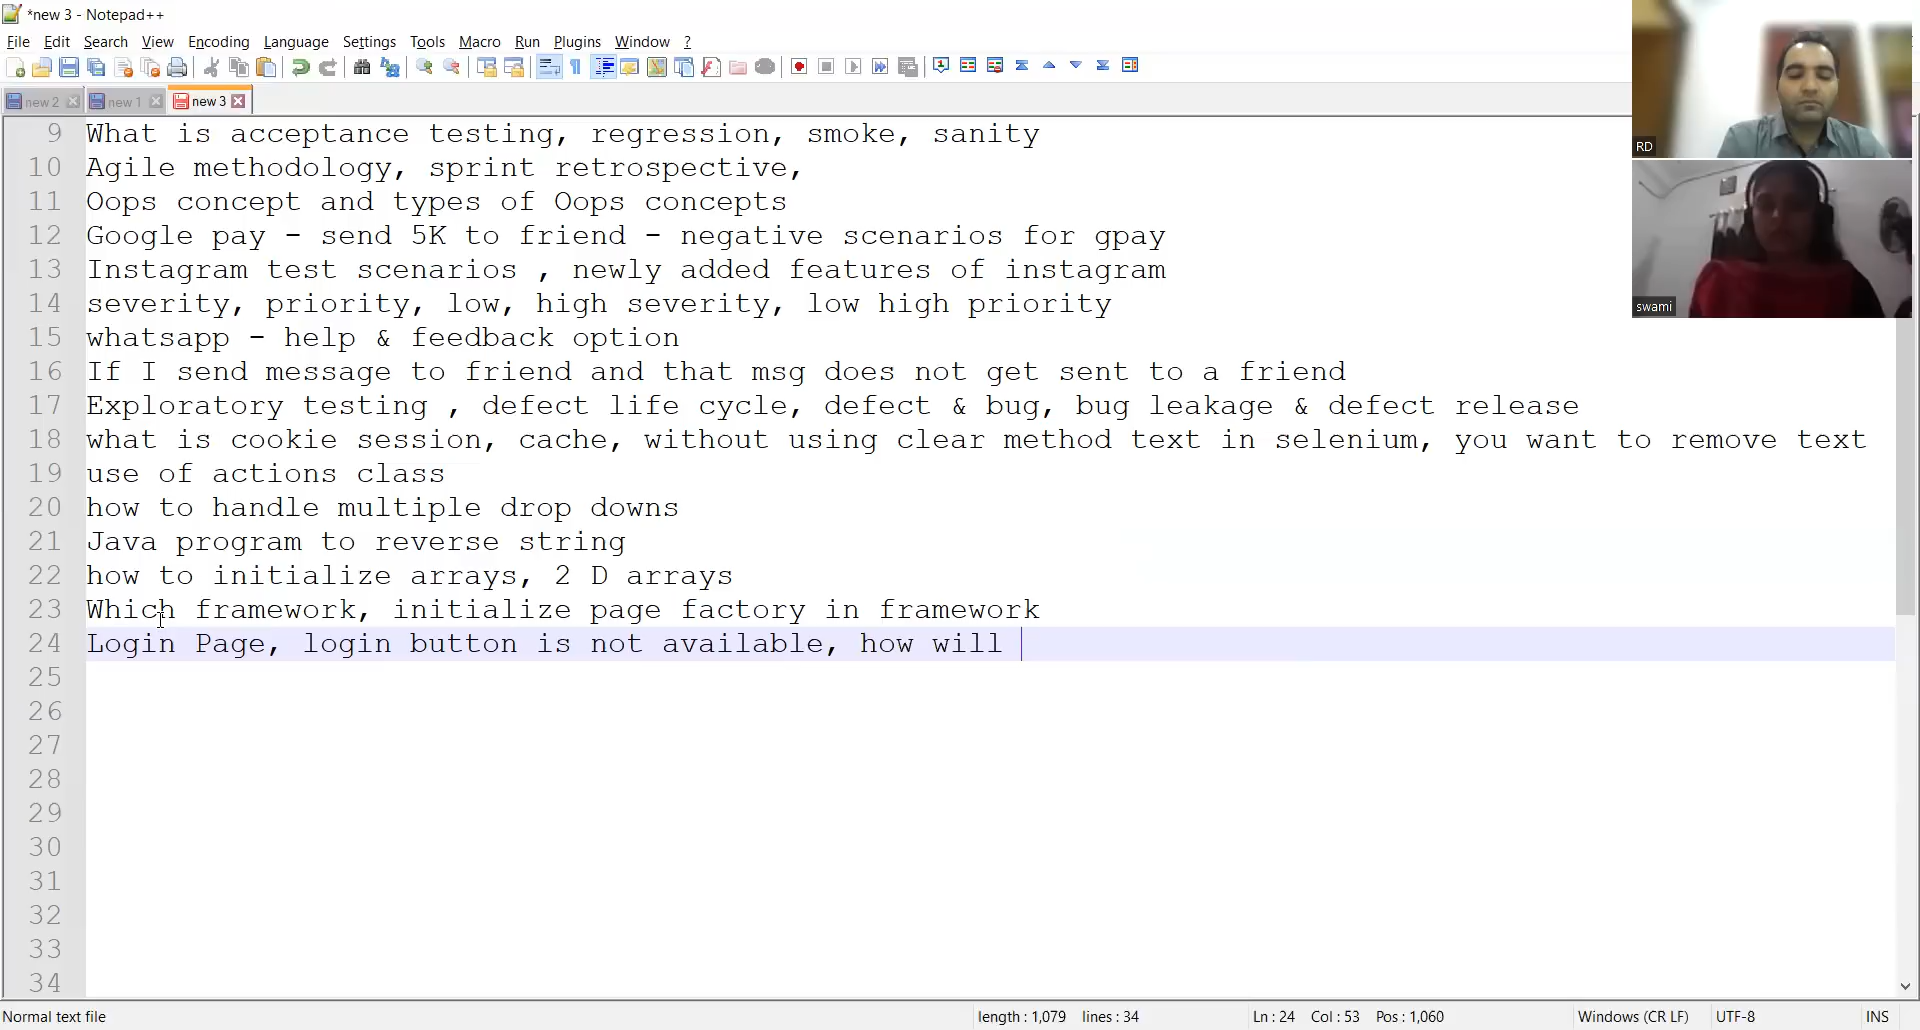 *new 3 - Notepad++
File Edit Search View Encoding Language Settings Tools Macro Run Plugins Window ?
new 2 new 1 new 3
9 What is acceptance testing, regression, smoke, sanity
10 Agile methodology, sprint retrospective,
11 Oops concept and types of Oops concepts
12 Google pay - send 5K to friend - negative scenarios for gpay
13 Instagram test scenarios , newly added features of instagram
14 severity, priority, low, high severity, low high priority
15 whatsapp - help & feedback option
16 If I send message to friend and that msg does not get sent to a friend
17 Exploratory testing , defect life cycle, defect & bug, bug leakage & defect release
18 what is cookie session, cache, without using clear method text in selenium, you want to remove text
19 use of actions class
20 how to handle multiple drop downs
21 Java program to reverse string
22 how to initialize arrays, 2 D arrays
23 Which framework, initialize page factory in framework
24 Login Page, login button is not available, how will
25
26
27
28
29
30
31
32
33
34
RD
swami
Normal text file length : 1,079 lines : 34 Ln : 24 Col : 53 Pos : 1,060 Windows (CR LF) UTF-8 INS